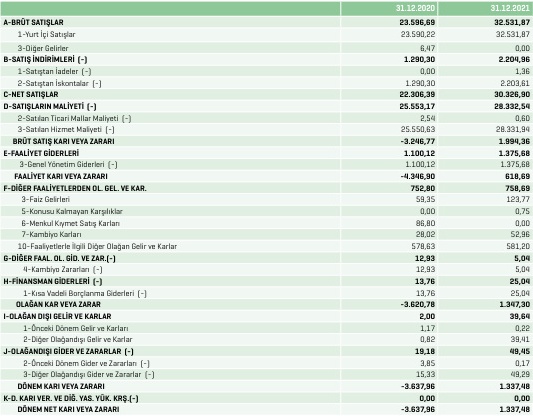 31.12.2020 31.12.2021
A-BRÜT SATIŞLAR 23.596,69 32.531,87
1-Yurt İçi Satışlar 23.590,22 32.531,87
3-Diğer Gelirler 6,47 0,00
B-SATIŞ İNDİRİMLERİ (-) 1.290,30 2.204,96
1-Satıştan İadeler (-) 0,00 1,36
2-Satıştan İskontalar (-) 1.290,30 2.203,61
C-NET SATIŞLAR 22.306,39 30.326,90
D-SATIŞLARIN MALİYETİ (-) 25.553,17 28.332,54
2-Satılan Ticari Mallar Maliyeti (-) 2,54 0,60
3-Satılan Hizmet Maliyeti (-) 25.550,63 28.331,94
BRÜT SATIŞ KARI VEYA ZARARI -3.246,77 1.994,36
E-FAALİYET GİDERLERİ 1.100,12 1.375,68
3-Genel Yönetim Giderleri (-) 1.100,12 1.375,68
FAALİYET KARI VEYA ZARARI -4.346,90 618,69
F-DİĞER FAALİYETLERDEN OL. GEL. VE KAR. 752,80 758,69
3-Faiz Gelirleri 59,35 123,77
5-Konusu Kalmayan Karşılıklar 0,00 0,75
6-Menkul Kıymet Satış Karları 86,80 0,00
7-Kambiyo Karları 28,02 52,96
10-Faaliyetlerle İlgili Diğer Olağan Gelir ve Karlar 578,63 581,20
G-DİĞER FAAL. OL. GİD. VE ZAR.(-) 12,93 5,04
4-Kambiyo Zararları (-) 12,93 5,04
H-FİNANSMAN GİDERLERİ (-) 13,76 25,04
1-Kısa Vadeli Borçlanma Giderleri (-) 13,76 25,04
OLAĞAN KAR VEYA ZARAR -3.620,78 1.347,30
I-OLAĞAN DIŞI GELİR VE KARLAR 2,00 39,64
1-Önceki Dönem Gelir ve Karları 1,17 0,22
2-Diğer Olağandışı Gelir ve Karlar 0,82 39,41
J-OLAĞANDIŞI GİDER VE ZARARLAR (-) 19,18 49,45
2-Önceki Dönem Gider ve Zararları (-) 3,85 0,17
3-Diğer Olağandışı Gider ve Zararlar (-) 15,33 49,29
DÖNEM KARI VEYA ZARARI -3.637,96 1.337,48
K-D. KARI VER. VE DİĞ. YAS. YÜK. KRŞ.(-) 0,00 0,00
DÖNEM NET KARI VEYA ZARARI -3.637,96 1.337,48